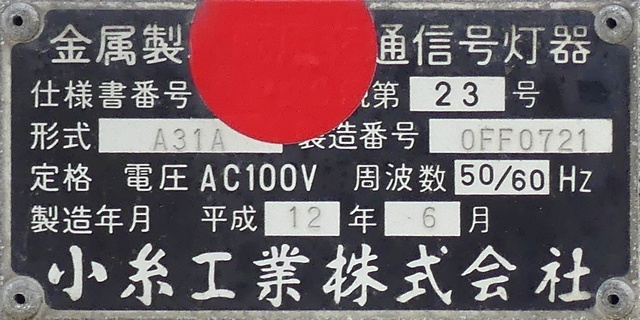 金属製 通信号灯器
仕様書番号 第 23 号
形式 A31A 製造番号 0FF0721
定格 電圧 AC100V 周波数 50/60 Hz
製造年月 平成 12 年 6 月
小糸工業株式会社